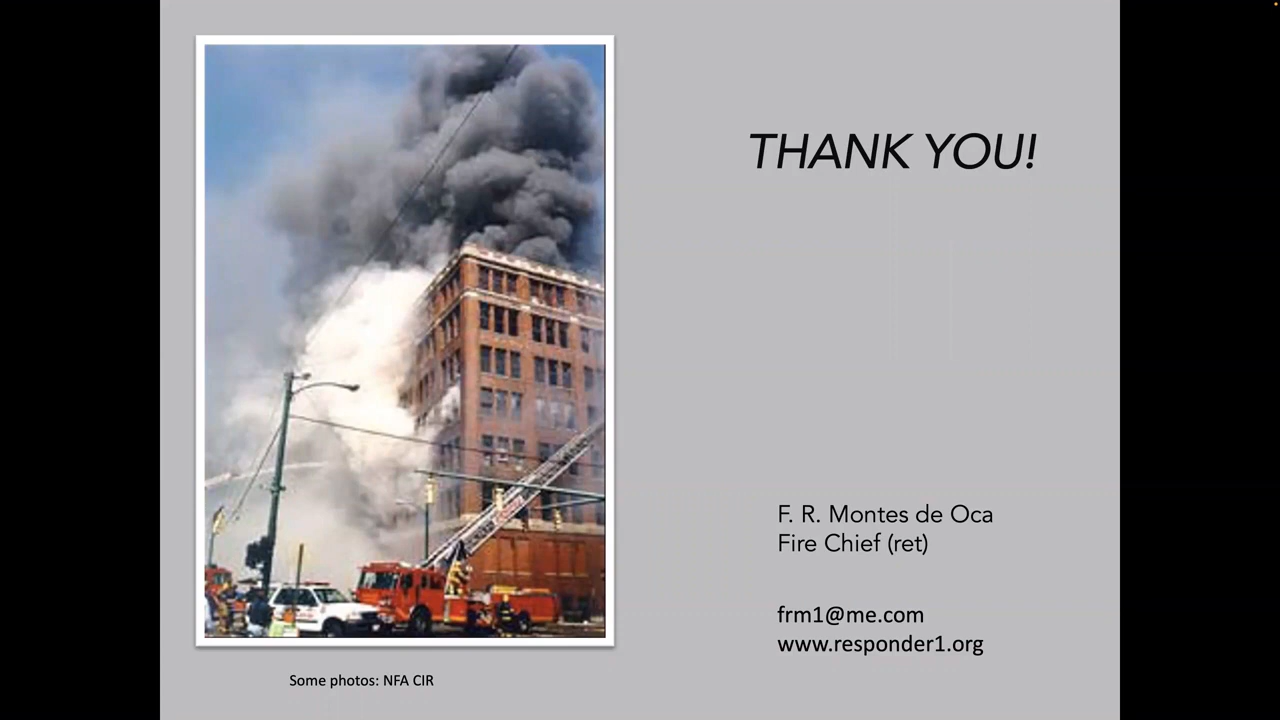 THANK YOU!
F. R. Montes de Oca
Fire Chief (ret)
frm1@me.com
www.responder1.org
Some photos: NFA CIR